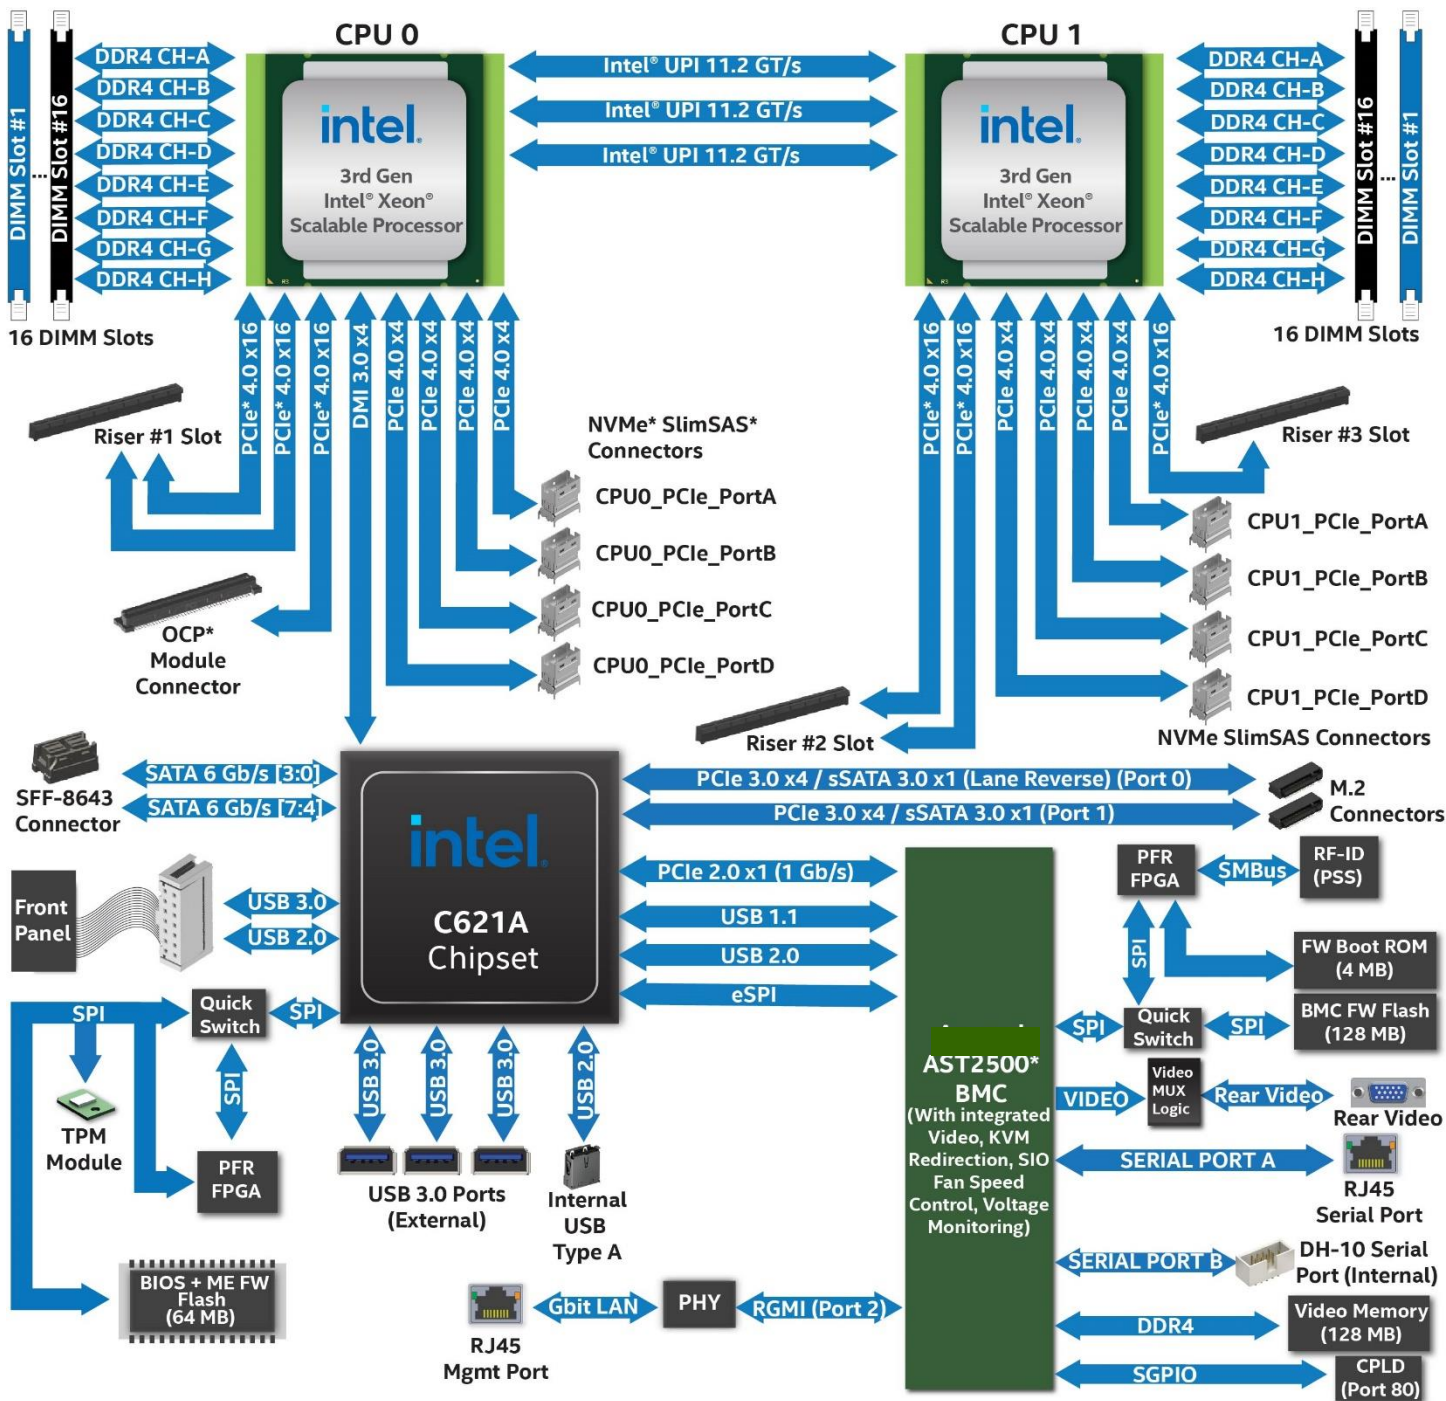 CPU 0
CPU 1
DIMM Slot #1
...
DIMM Slot #16
DDR4 CH-A
DDR4 CH-B
DDR4 CH-C
DDR4 CH-D
DDR4 CH-E
DDR4 CH-F
DDR4 CH-G
DDR4 CH-H
16 DIMM Slots
intel.
3rd Gen
Intel® Xeon®
Scalable Processor
Intel® UPI 11.2 GT/s
Intel® UPI 11.2 GT/s
Intel® UPI 11.2 GT/s
intel.
3rd Gen
Intel® Xeon®
Scalable Processor
DDR4 CH-A
DDR4 CH-B
DDR4 CH-C
DDR4 CH-D
DDR4 CH-E
DDR4 CH-F
DDR4 CH-G
DDR4 CH-H
DIMM Slot #16
...
DIMM Slot #1
16 DIMM Slots
PCIe* 4.0 x16
PCIe* 4.0 x16
PCIe* 4.0 x16
DMI 3.0 x4
PCIe 4.0 x4
PCIe 4.0 x4
PCIe 4.0 x4
PCIe 4.0 x4
PCIe* 4.0 x16
PCIe* 4.0 x16
PCIe 4.0 x4
PCIe 4.0 x4
PCIe 4.0 x4
PCIe 4.0 x4
PCIe* 4.0 x16
Riser #1 Slot
NVMe* SlimSAS*
Connectors
CPU0_PCIe_PortA
CPU0_PCIe_PortB
CPU0_PCIe_PortC
CPU0_PCIe_PortD
OCP*
Module
Connector
Riser #3 Slot
CPU1_PCIe_PortA
CPU1_PCIe_PortB
CPU1_PCIe_PortC
CPU1_PCIe_PortD
NVMe SlimSAS Connectors
Riser #2 Slot
SFF-8643
Connector
SATA 6 Gb/s [3:0]
SATA 6 Gb/s [7:4]
intel.
C621A
Chipset
PCIe 3.0 x4 / sSATA 3.0 x1 (Lane Reverse) (Port 0)
PCIe 3.0 x4 / sSATA 3.0 x1 (Port 1)
M.2
Connectors
Front
Panel
USB 3.0
USB 2.0
PCIe 2.0 x1 (1 Gb/s)
USB 1.1
USB 2.0
eSPI
PFR
FPGA
SMBus
RF-ID
(PSS)
SPI
FW Boot ROM
(4 MB)
SPI
Quick
Switch
SPI
BMC FW Flash
(128 MB)
SPI
Quick
Switch
SPI
SPI
TPM
Module
PFR
FPGA
BIOS + ME FW
Flash
(64 MB)
USB 3.0
USB 3.0
USB 3.0
USB 2.0
USB 3.0 Ports
(External)
Internal
USB
Type A
AST2500*
BMC
(With integrated
Video, KVM
Redirection, SIO
Fan Speed
Control, Voltage
Monitoring)
VIDEO
Video
MUX
Logic
Rear Video
Rear Video
SERIAL PORT A
RJ45
Serial Port
SERIAL PORT B
DH-10 Serial
Port (Internal)
RJ45
Mgmt Port
Gbit LAN
PHY
RGMI (Port 2)
DDR4
Video Memory
(128 MB)
SGPIO
CPLD
(Port 80)